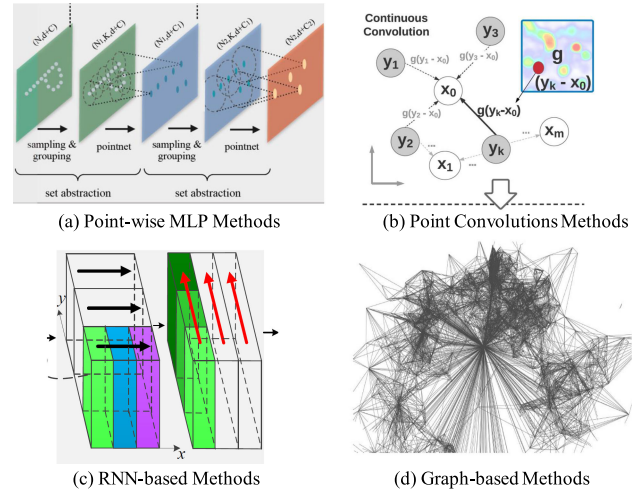 (N,d+C)
(N₁,K,d+C)
(N₁,d+C₁)
(N₂,K,d+C₁)
(N₂,d+C₂)
sampling & grouping
pointnet
sampling & grouping
pointnet
set abstraction
set abstraction
(a) Point-wise MLP Methods
Continuous
Convolution
y₁
y₃
g(y₁ - x₀)
g(y₃ - x₀)
x₀
g
(yₖ - x₀)
g(y₂ - x₀)
g(yₖ-x₀)
y₂
...
x₁
...
yₖ
...
xₘ
(b) Point Convolutions Methods
y
x
(c) RNN-based Methods
(d) Graph-based Methods